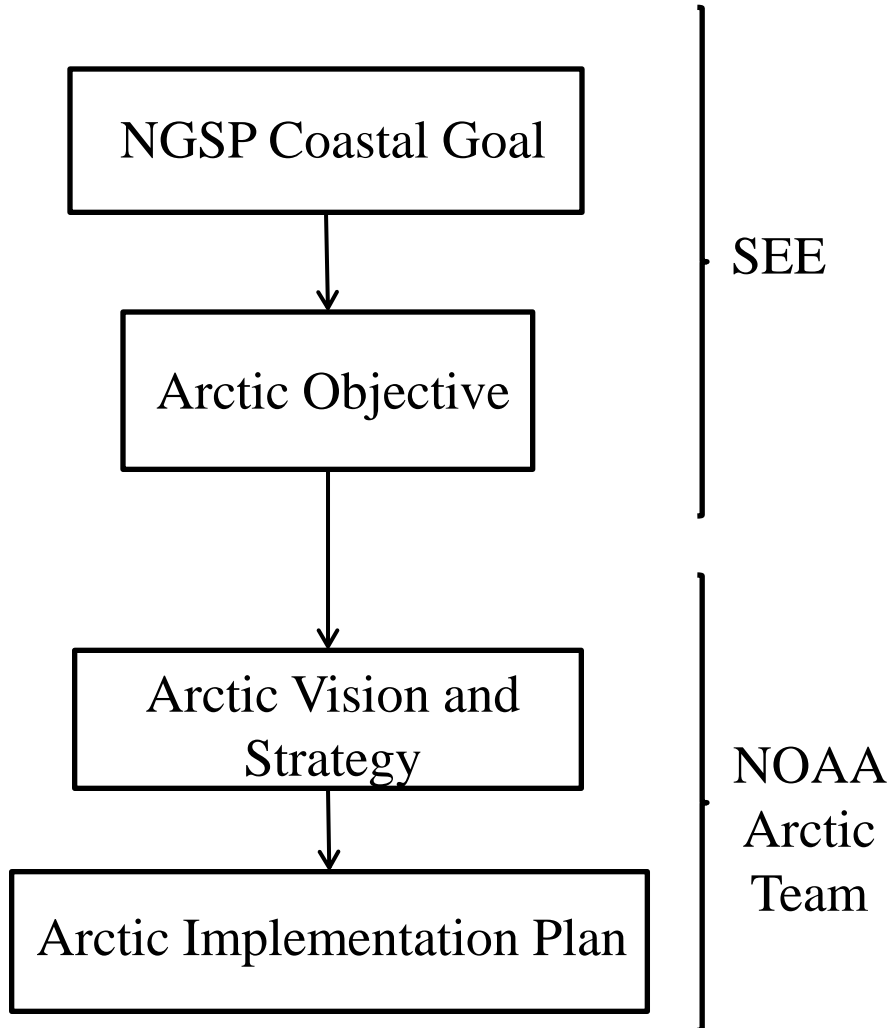 NGSP Coastal Goal
SEE
Arctic Objective
Arctic Vision and
Strategy
NOAA
Arctic
Team
Arctic Implementation Plan